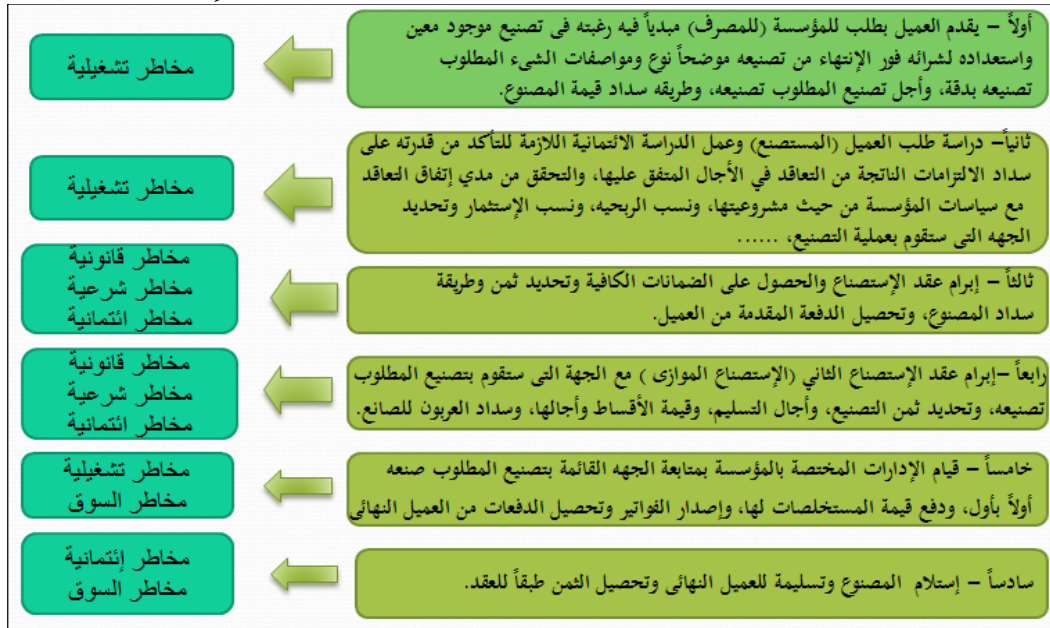 أولاً – يقدم العميل بطلب للمؤسسة (للمصرف) مبدياً فيه رغبته فى تصنيع موجود معين
واستعداده لشرائه فور الإنتهاء من تصنيعه موضحاً نوع ومواصفات الشىء المطلوب
تصنيعه بدقة، وأجل تصنيع المطلوب تصنيعه، وطريقه سداد قيمة المصنوع.
مخاطر تشغيلية
ثانياً– دراسة طلب العميل (المستصنع) وعمل الدراسة الائتمانية اللازمة للتأكد من قدرته على
سداد الالتزامات الناتجة من التعاقد في الأجال المتفق عليها، والتحقق من مدي إتفاق التعاقد
مع سياسات المؤسسة من حيث مشروعيتها، ونسب الربحيه، ونسب الإستثمار وتحديد
الجهه التى ستقوم بعملية التصنيع، ......
مخاطر تشغيلية
ثالثاً – إبرام عقد الإستصناع والحصول على الضمانات الكافية وتحديد ثمن وطريقة
سداد المصنوع، وتحصيل الدفعة المقدمة من العميل.
مخاطر قانونية
مخاطر شرعية
مخاطر ائتمانية
رابعاً –إبرام عقد الإستصناع الثاني (الإستصناع الموازى ) مع الجهة التى ستقوم بتصنيع المطلوب
تصنيعه، وتحديد ثمن التصنيع، وأجال التسليم، وقيمة الأقساط وأجالها، وسداد العربون للصانع.
مخاطر قانونية
مخاطر شرعية
مخاطر ائتمانية
خامساً – قيام الإدارات المختصة بالمؤسسة بمتابعة الجهه القائمة بتصنيع المطلوب صنعه
أولاً بأول، ودفع قيمة المستخلصات لها، وإصدار الفواتير وتحصيل الدفعات من العميل النهائى
مخاطر تشغيلية
مخاطر السوق
سادساً – إستلام المصنوع وتسليمة للعميل النهائى وتحصيل الثمن طبقاً للعقد.
مخاطر إئتمانية
مخاطر السوق